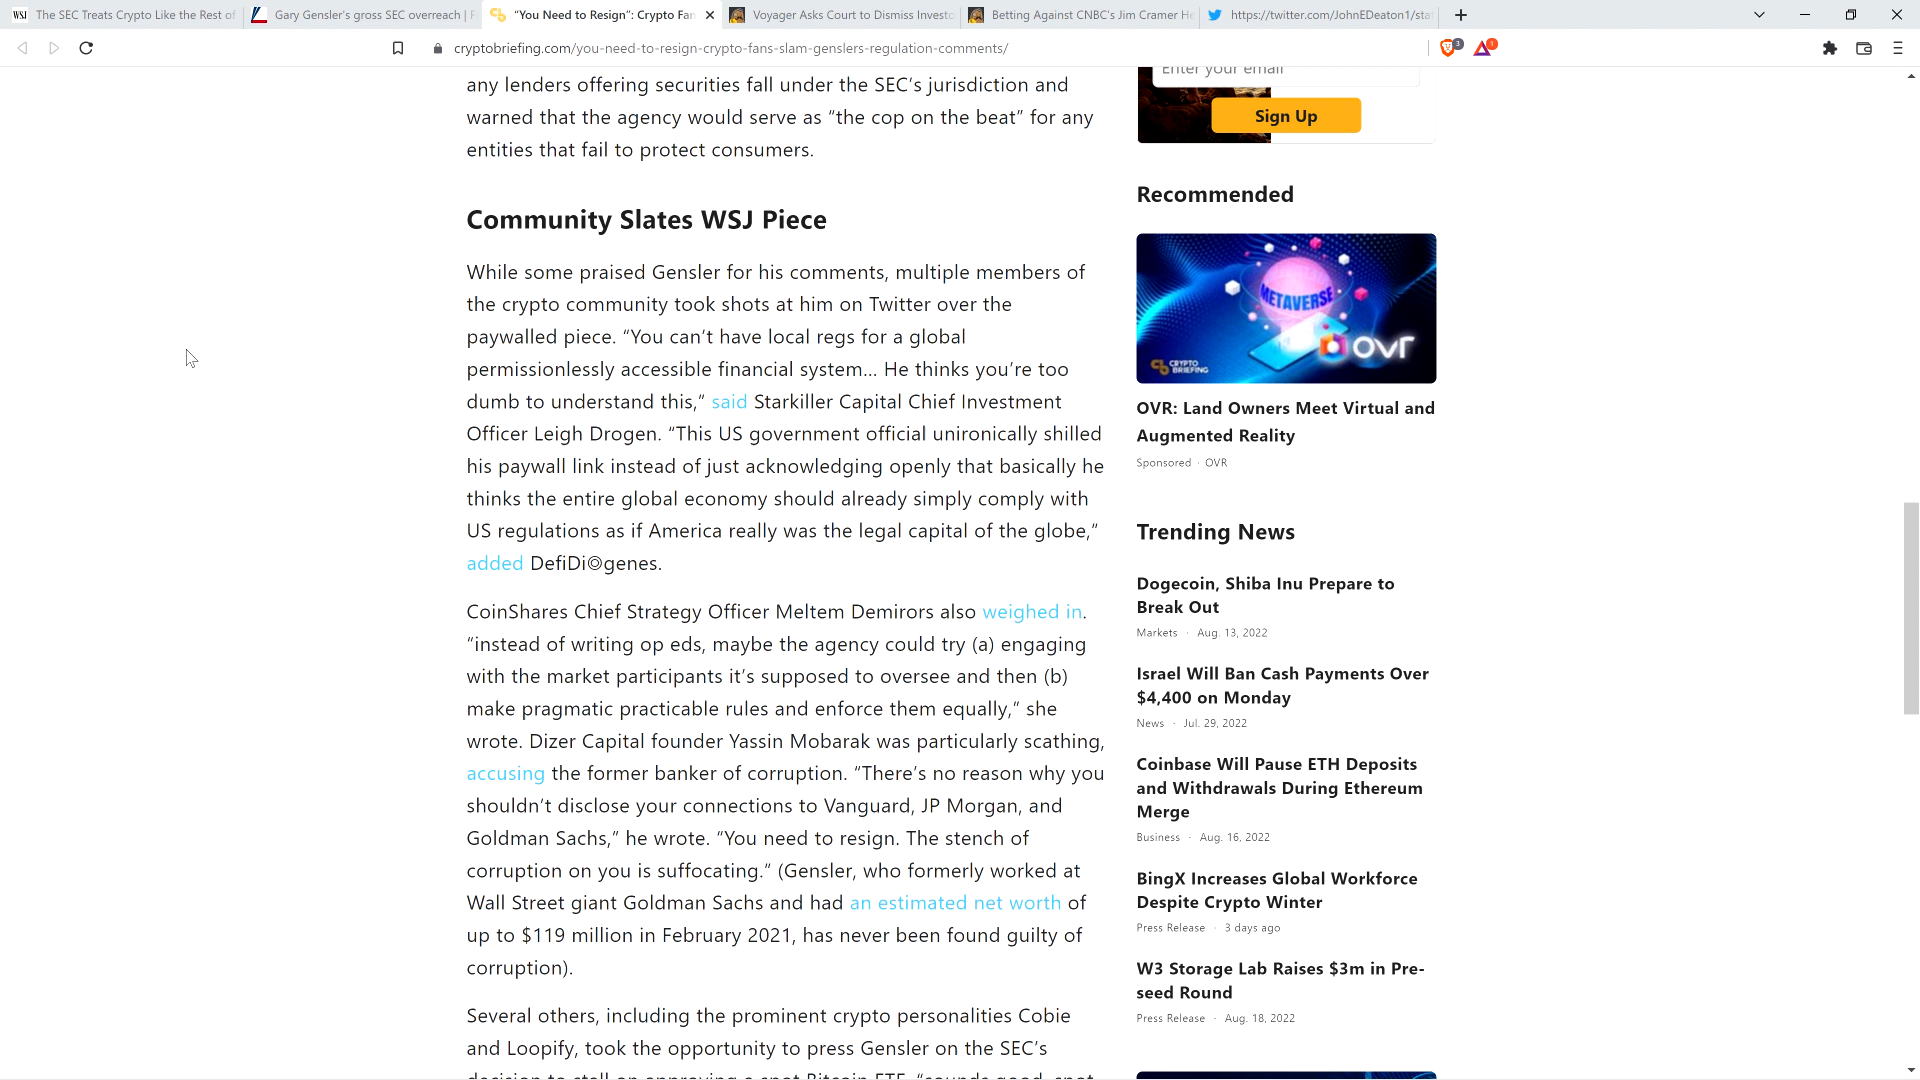 WSJ The SEC Treats Crypto Like the Rest of
Gary Gensler's gross SEC overreach |
“You Need to Resign”: Crypto Fan
Voyager Asks Court to Dismiss Investo
Betting Against CNBC's Jim Cramer He
https://twitter.com/JohnEDeaton1/sta
cryptobriefing.com/you-need-to-resign-crypto-fans-slam-genslers-regulation-comments/
3
1
any lenders offering securities fall under the SEC’s jurisdiction and
warned that the agency would serve as “the cop on the beat” for any
entities that fail to protect consumers.
Community Slates WSJ Piece
While some praised Gensler for his comments, multiple members of
the crypto community took shots at him on Twitter over the
paywalled piece. “You can’t have local regs for a global
permissionlessly accessible financial system… He thinks you’re too
dumb to understand this,” said Starkiller Capital Chief Investment
Officer Leigh Drogen. “This US government official unironically shilled
his paywall link instead of just acknowledging openly that basically he
thinks the entire global economy should already simply comply with
US regulations as if America really was the legal capital of the globe,”
added DefiDi◎genes.
CoinShares Chief Strategy Officer Meltem Demirors also weighed in.
“instead of writing op eds, maybe the agency could try (a) engaging
with the market participants it’s supposed to oversee and then (b)
make pragmatic practicable rules and enforce them equally,” she
wrote. Dizer Capital founder Yassin Mobarak was particularly scathing,
accusing the former banker of corruption. “There’s no reason why you
shouldn’t disclose your connections to Vanguard, JP Morgan, and
Goldman Sachs,” he wrote. “You need to resign. The stench of
corruption on you is suffocating.” (Gensler, who formerly worked at
Wall Street giant Goldman Sachs and had an estimated net worth of
up to $119 million in February 2021, has never been found guilty of
corruption).
Several others, including the prominent crypto personalities Cobie
and Loopify, took the opportunity to press Gensler on the SEC’s
decision to stall on approving a spot Bitcoin ETF. “sounds good, spot
Enter your email
Sign Up
Recommended
METAVERSE
CRYPTO BRIEFING
ovr
OVR: Land Owners Meet Virtual and
Augmented Reality
Sponsored · OVR
Trending News
Dogecoin, Shiba Inu Prepare to
Break Out
Markets · Aug. 13, 2022
Israel Will Ban Cash Payments Over
$4,400 on Monday
News · Jul. 29, 2022
Coinbase Will Pause ETH Deposits
and Withdrawals During Ethereum
Merge
Business · Aug. 16, 2022
BingX Increases Global Workforce
Despite Crypto Winter
Press Release · 3 days ago
W3 Storage Lab Raises $3m in Pre-
seed Round
Press Release · Aug. 18, 2022